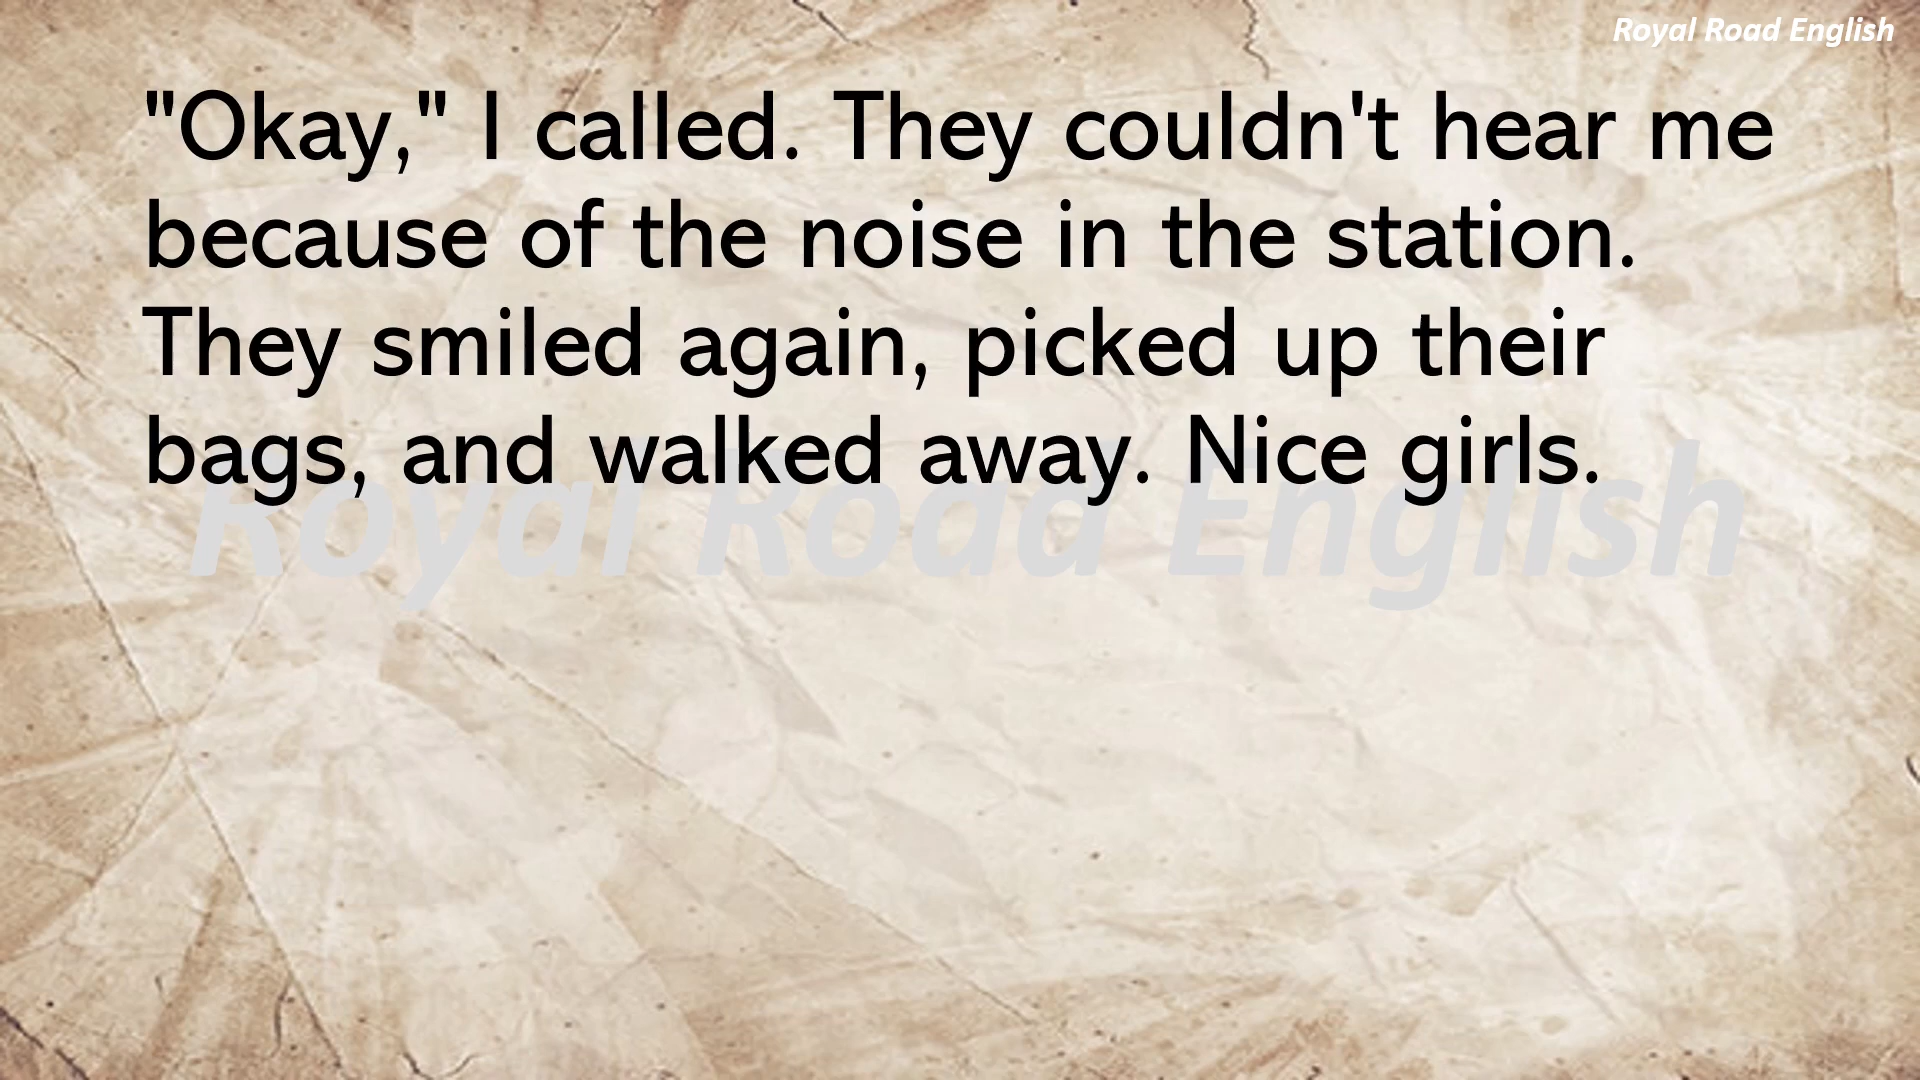 Royal Road English
"Okay," I called. They couldn't hear me
because of the noise in the station.
They smiled again, picked up their
bags, and walked away. Nice girls.
Royal Road English